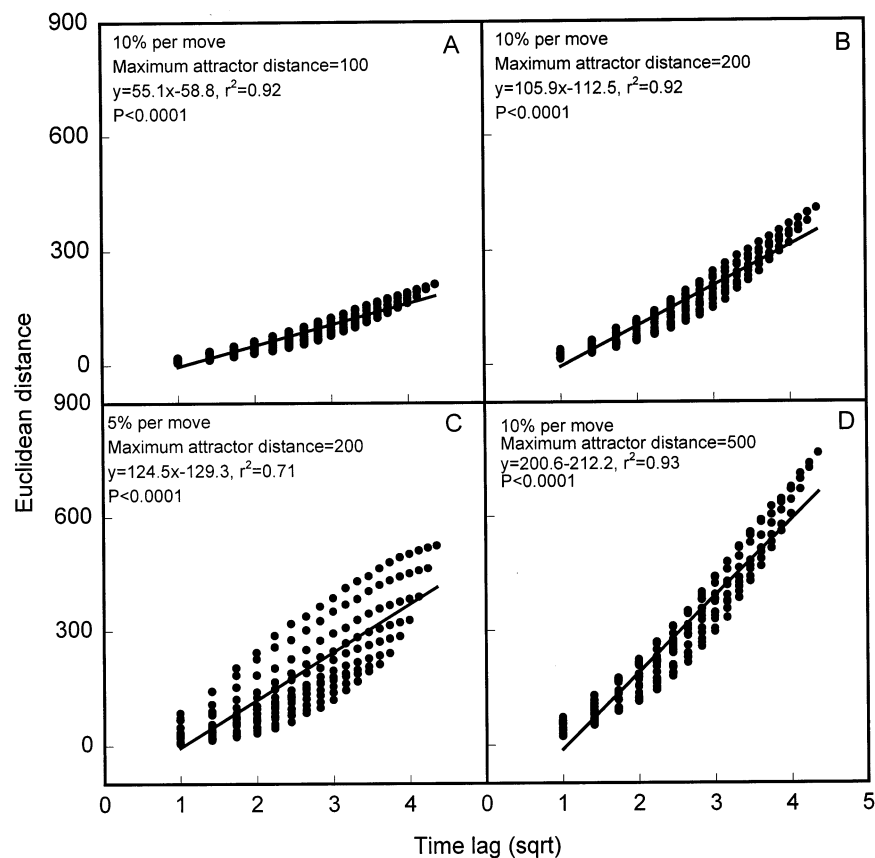 900
600
300
0
900
600
300
0
Euclidean distance
10% per move
A
Maximum attractor distance=100
y=55.1x-58.8, r²=0.92
P<0.0001
10% per move
B
Maximum attractor distance=200
y=105.9x-112.5, r²=0.92
P<0.0001
5% per move
C
Maximum attractor distance=200
y=124.5x-129.3, r²=0.71
P<0.0001
10% per move
D
Maximum attractor distance=500
y=200.6-212.2, r²=0.93
P<0.0001
0 1 2 3 4 0 1 2 3 4 5
Time lag (sqrt)